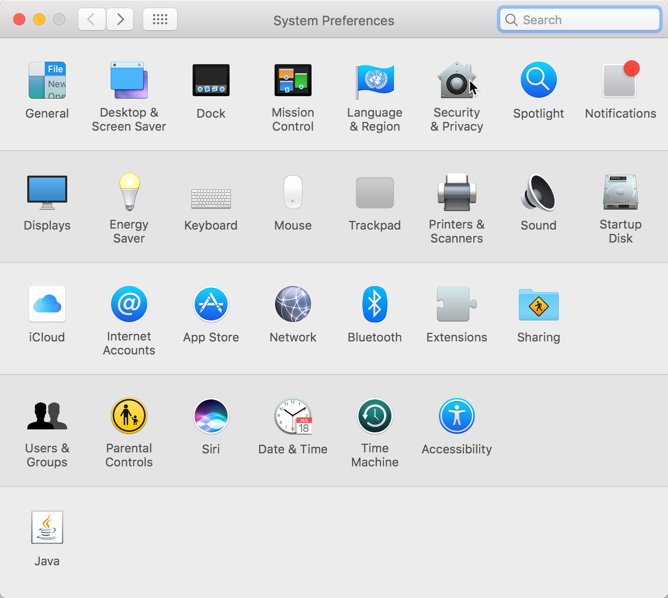 System Preferences
Search
File
New
Ope
General
Desktop &
Screen Saver
Dock
Mission
Control
Language
& Region
Security
& Privacy
Spotlight
Notifications
Displays
Energy
Saver
Keyboard
Mouse
Trackpad
Printers &
Scanners
Sound
Startup
Disk
iCloud
@
Internet
Accounts
App Store
Network
Bluetooth
Extensions
Sharing
Users &
Groups
Parental
Controls
Siri
18
Date & Time
Time
Machine
Accessibility
Java